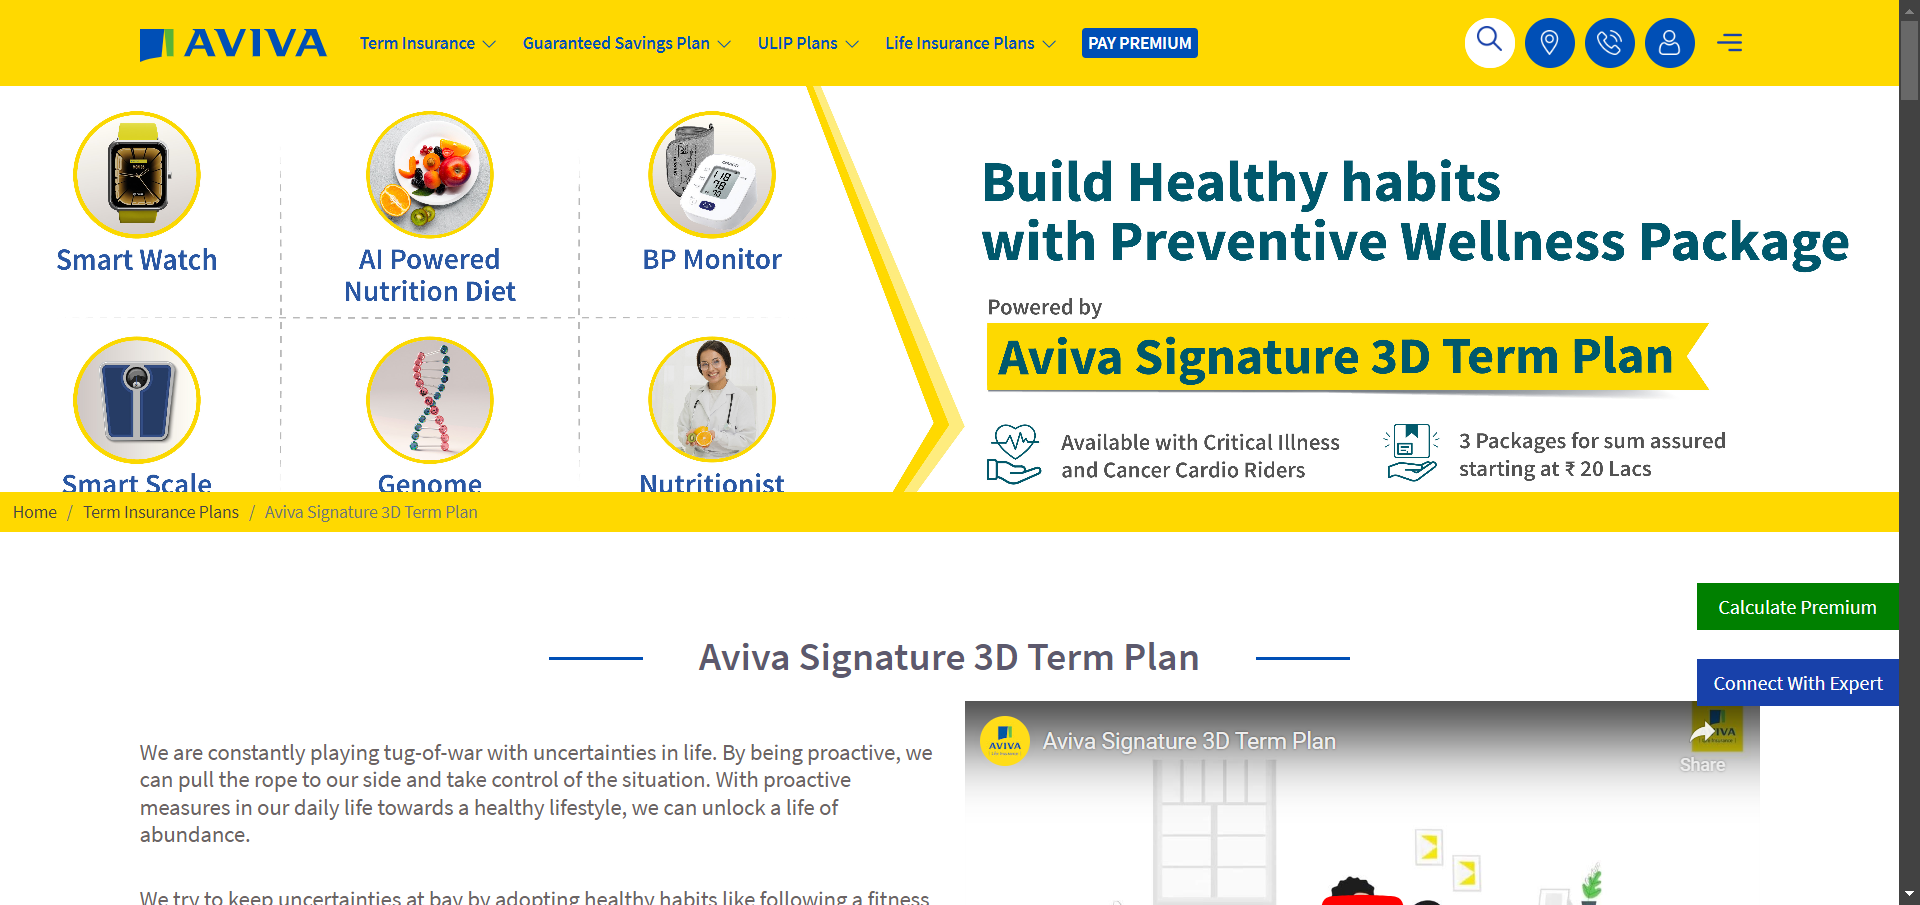 AVIVA
Term Insurance
Guaranteed Savings Plan
ULIP Plans
Life Insurance Plans
PAY PREMIUM
Smart Watch
AI Powered
Nutrition Diet
BP Monitor
Smart Scale
Genome
Nutritionist
Build Healthy habits
with Preventive Wellness Package
Powered by
Aviva Signature 3D Term Plan
Available with Critical Illness
and Cancer Cardio Riders
3 Packages for sum assured
starting at ₹ 20 Lacs
Home / Term Insurance Plans / Aviva Signature 3D Term Plan
Calculate Premium
Connect With Expert
Aviva Signature 3D Term Plan
We are constantly playing tug-of-war with uncertainties in life. By being proactive, we
can pull the rope to our side and take control of the situation. With proactive
measures in our daily life towards a healthy lifestyle, we can unlock a life of
abundance.
We try to keep uncertainties at bay by adopting healthy habits like following a fitness
AVIVA
Aviva Signature 3D Term Plan
Share